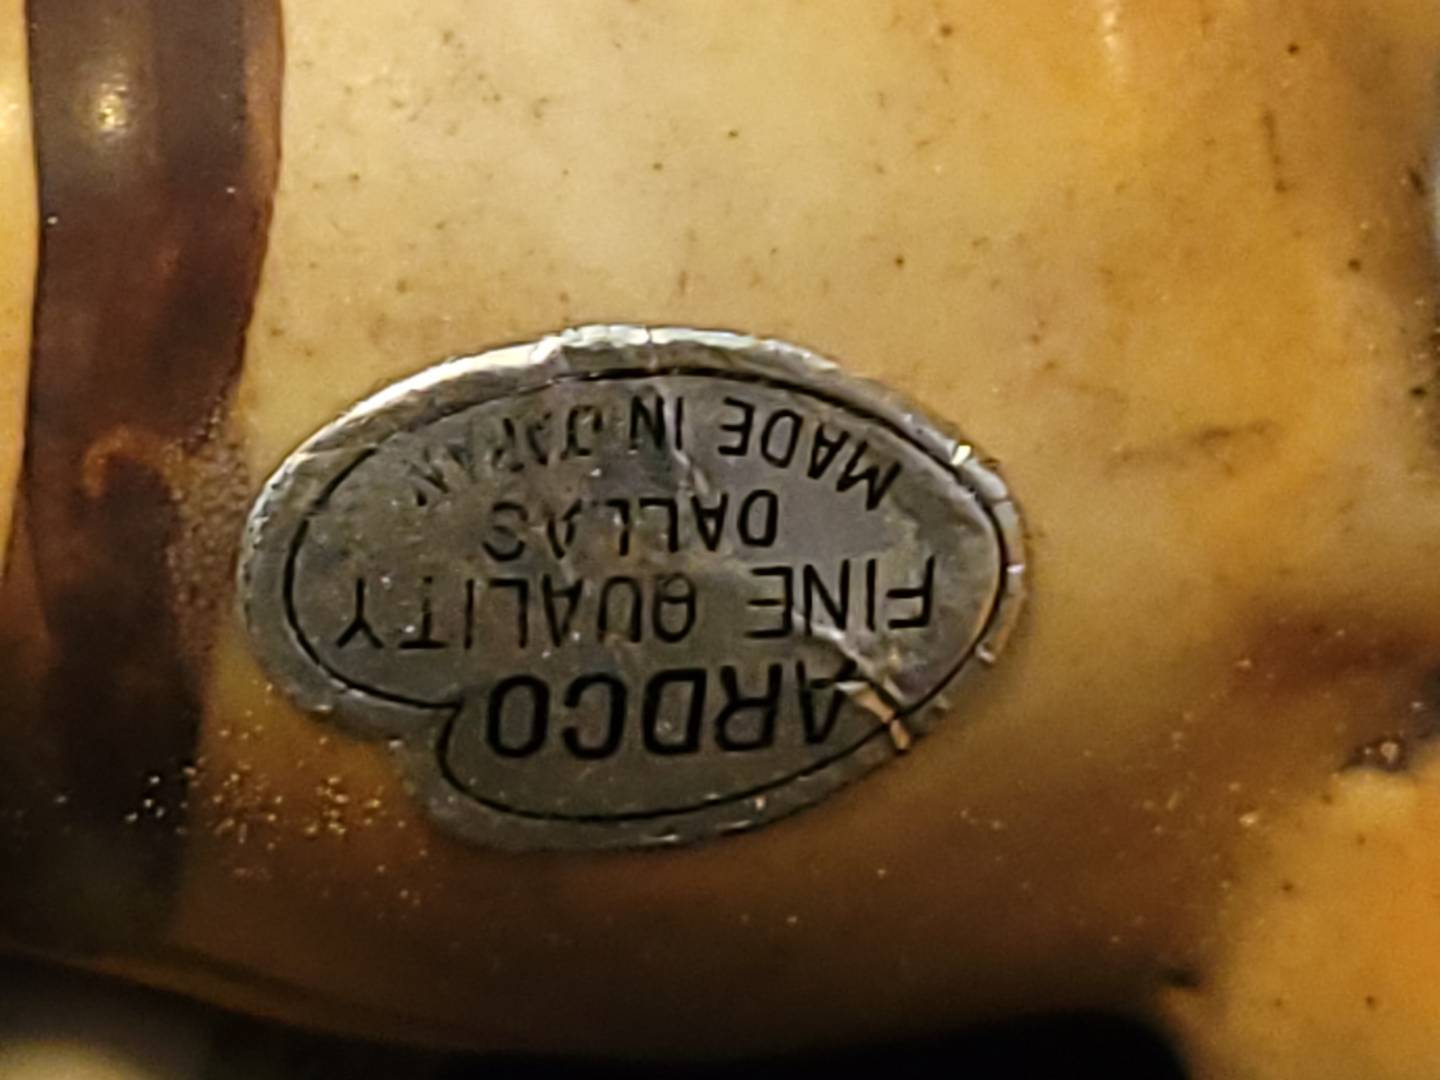 ARDCO
FINE QUALITY
DALLAS
MADE IN JAPAN